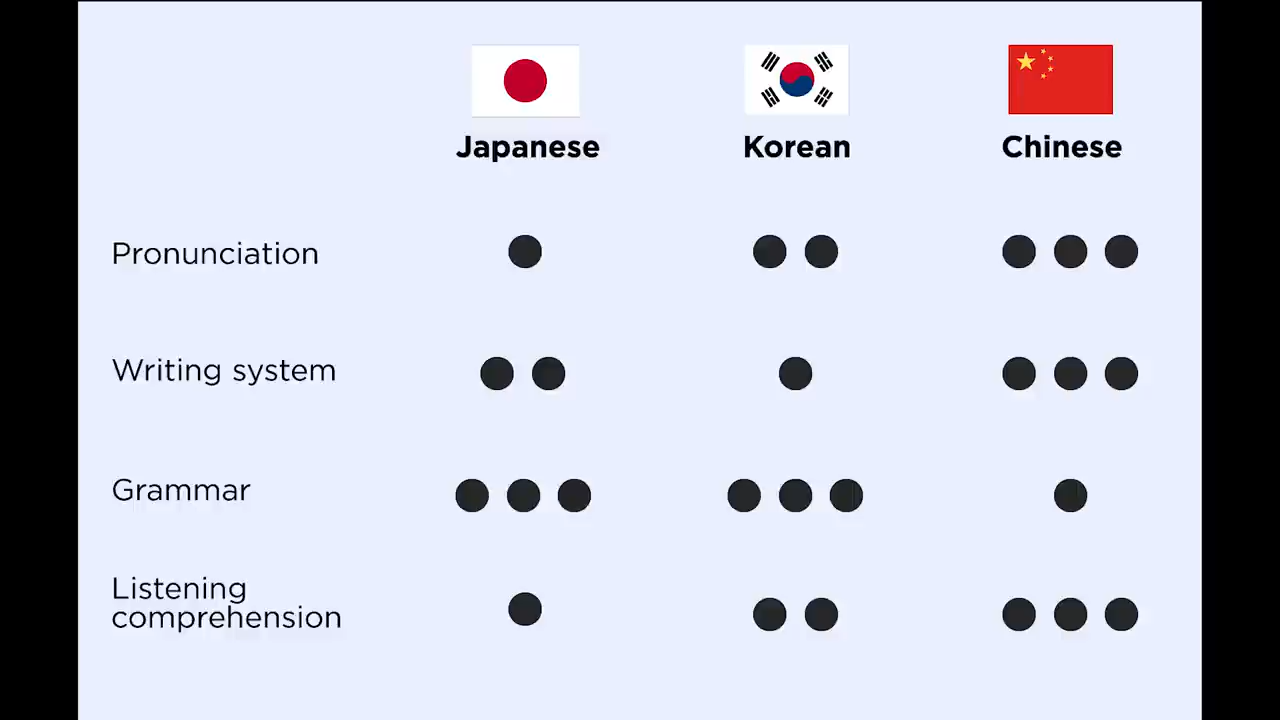 Japanese Korean Chinese
Pronunciation
Writing system
Grammar
Listening
comprehension